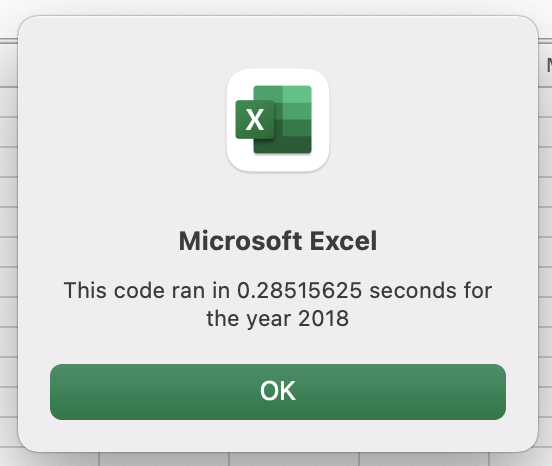 X
Microsoft Excel
This code ran in 0.28515625 seconds for
the year 2018
OK